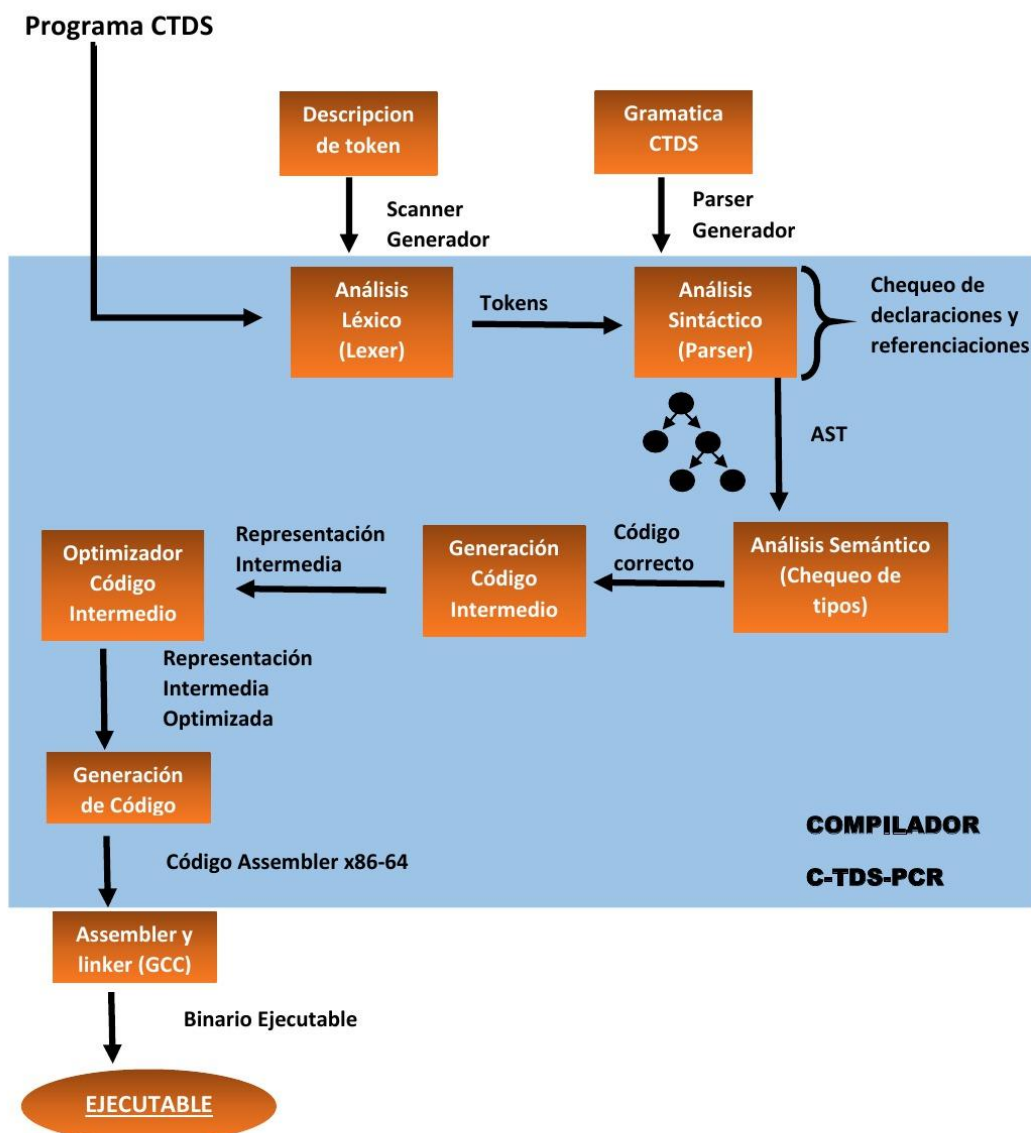 Programa CTDS
Descripcion
de token
Gramatica
CTDS
Scanner
Generador
Parser
Generador
Análisis
Léxico
(Lexer)
Tokens
Análisis
Sintáctico
(Parser)
Chequeo de
declaraciones y
referenciaciones
AST
Optimizador
Código
Intermedio
Representación
Intermedia
Generación
Código
Intermedio
Código
correcto
Análisis Semántico
(Chequeo de
tipos)
Representación
Intermedia
Optimizada
Generación
de Código
COMPILADOR
C-TDS-PCR
Código Assembler x86-64
Assembler y
linker (GCC)
Binario Ejecutable
EJECUTABLE